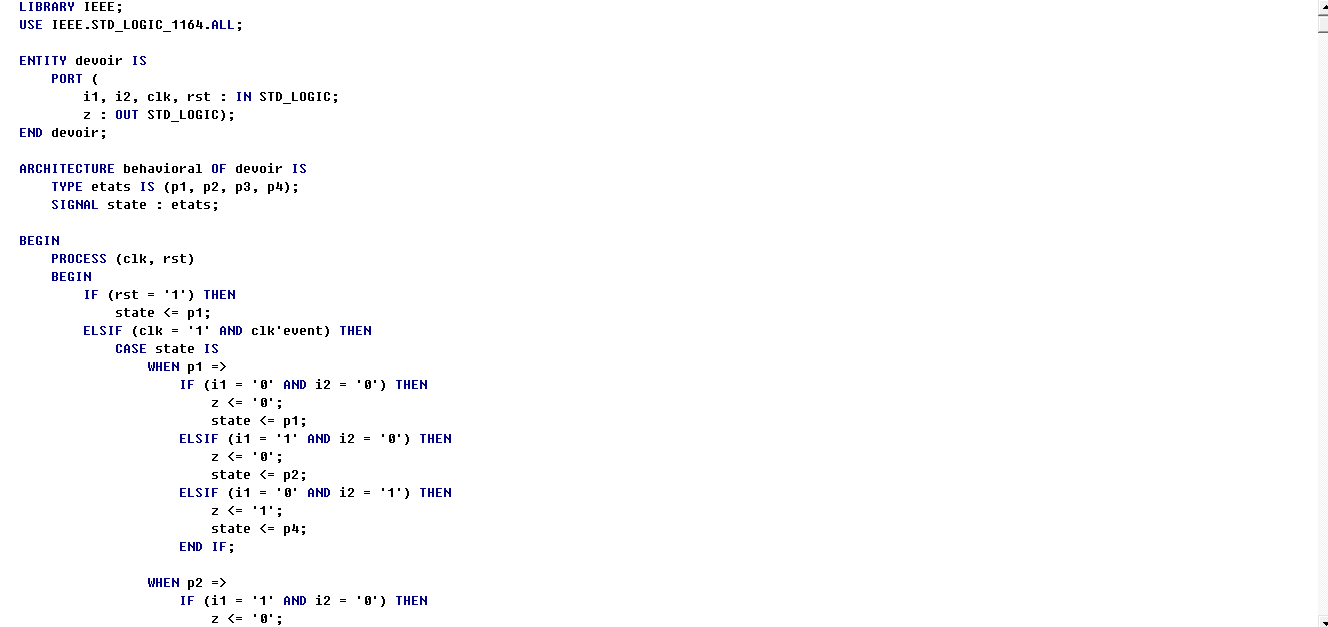 LIBRARY IEEE;
USE IEEE.STD_LOGIC_1164.ALL;
ENTITY devoir IS
PORT (
i1, i2, clk, rst : IN STD_LOGIC;
z : OUT STD_LOGIC);
END devoir;
ARCHITECTURE behavioral OF devoir IS
TYPE etats IS (p1, p2, p3, p4);
SIGNAL state : etats;
BEGIN
PROCESS (clk, rst)
BEGIN
IF (rst = '1') THEN
state <= p1;
ELSIF (clk = '1' AND clk'event) THEN
CASE state IS
WHEN p1 =>
IF (i1 = '0' AND i2 = '0') THEN
z <= '0';
state <= p1;
ELSIF (i1 = '1' AND i2 = '0') THEN
z <= '0';
state <= p2;
ELSIF (i1 = '0' AND i2 = '1') THEN
z <= '1';
state <= p4;
END IF;
WHEN p2 =>
IF (i1 = '1' AND i2 = '0') THEN
z <= '0';